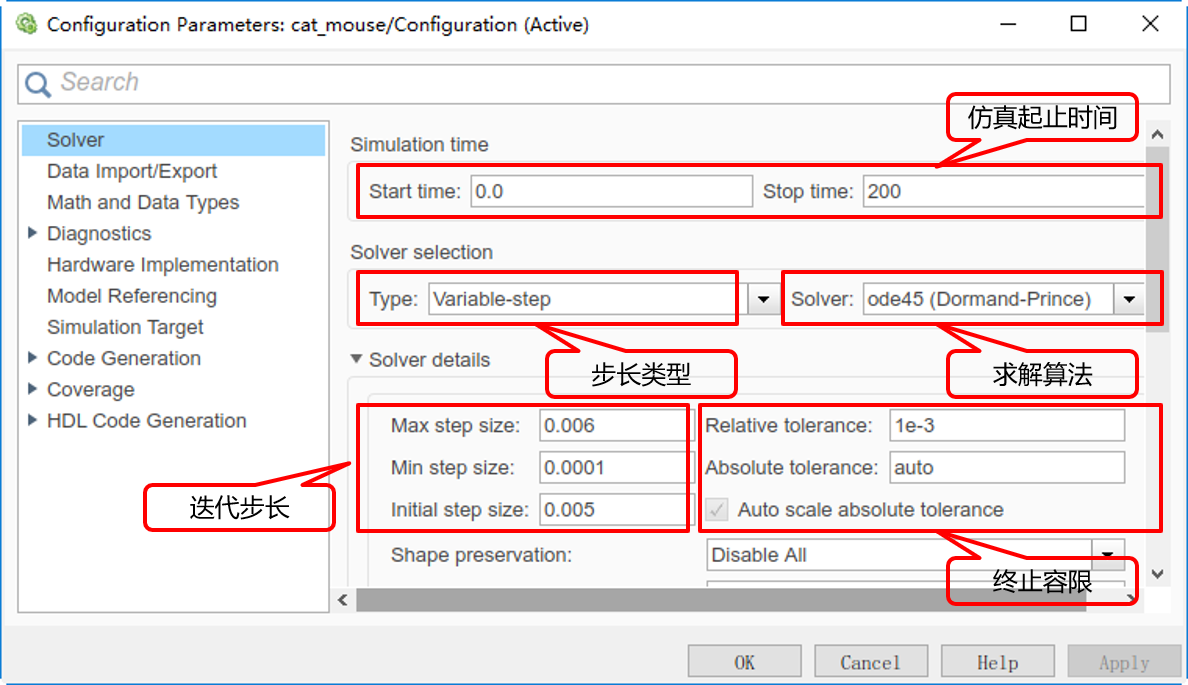 Configuration Parameters: cat_mouse/Configuration (Active)
Search
仿真起止时间
Solver
Data Import/Export
Math and Data Types
Diagnostics
Hardware Implementation
Model Referencing
Simulation Target
Code Generation
Coverage
HDL Code Generation
Simulation time
Start time: 0.0 Stop time: 200
Solver selection
Type: Variable-step Solver: ode45 (Dormand-Prince)
步长类型
求解算法
Solver details
Max step size: 0.006 Relative tolerance: 1e-3
Min step size: 0.0001 Absolute tolerance: auto
Initial step size: 0.005 Auto scale absolute tolerance
迭代步长
Shape preservation: Disable All
终止容限
OK Cancel Help Apply